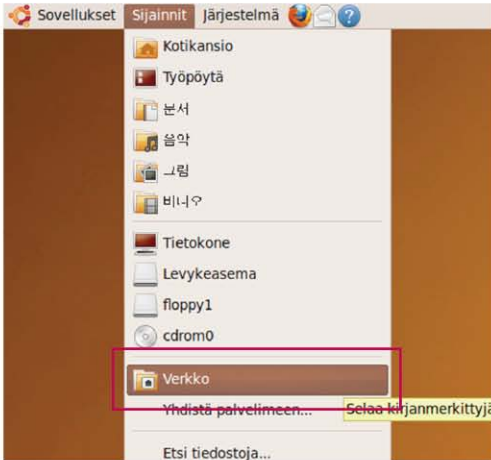 Sovellukset Sijainnit Järjestelmä
Kotikansio
Työpöytä
문서
음악
그림
비니오
Tietokone
Levykeasema
floppy1
cdrom0
Verkko
Yhdistä palvelimeen...
Selaa kirjanmerkittyjä
Etsi tiedostoja...